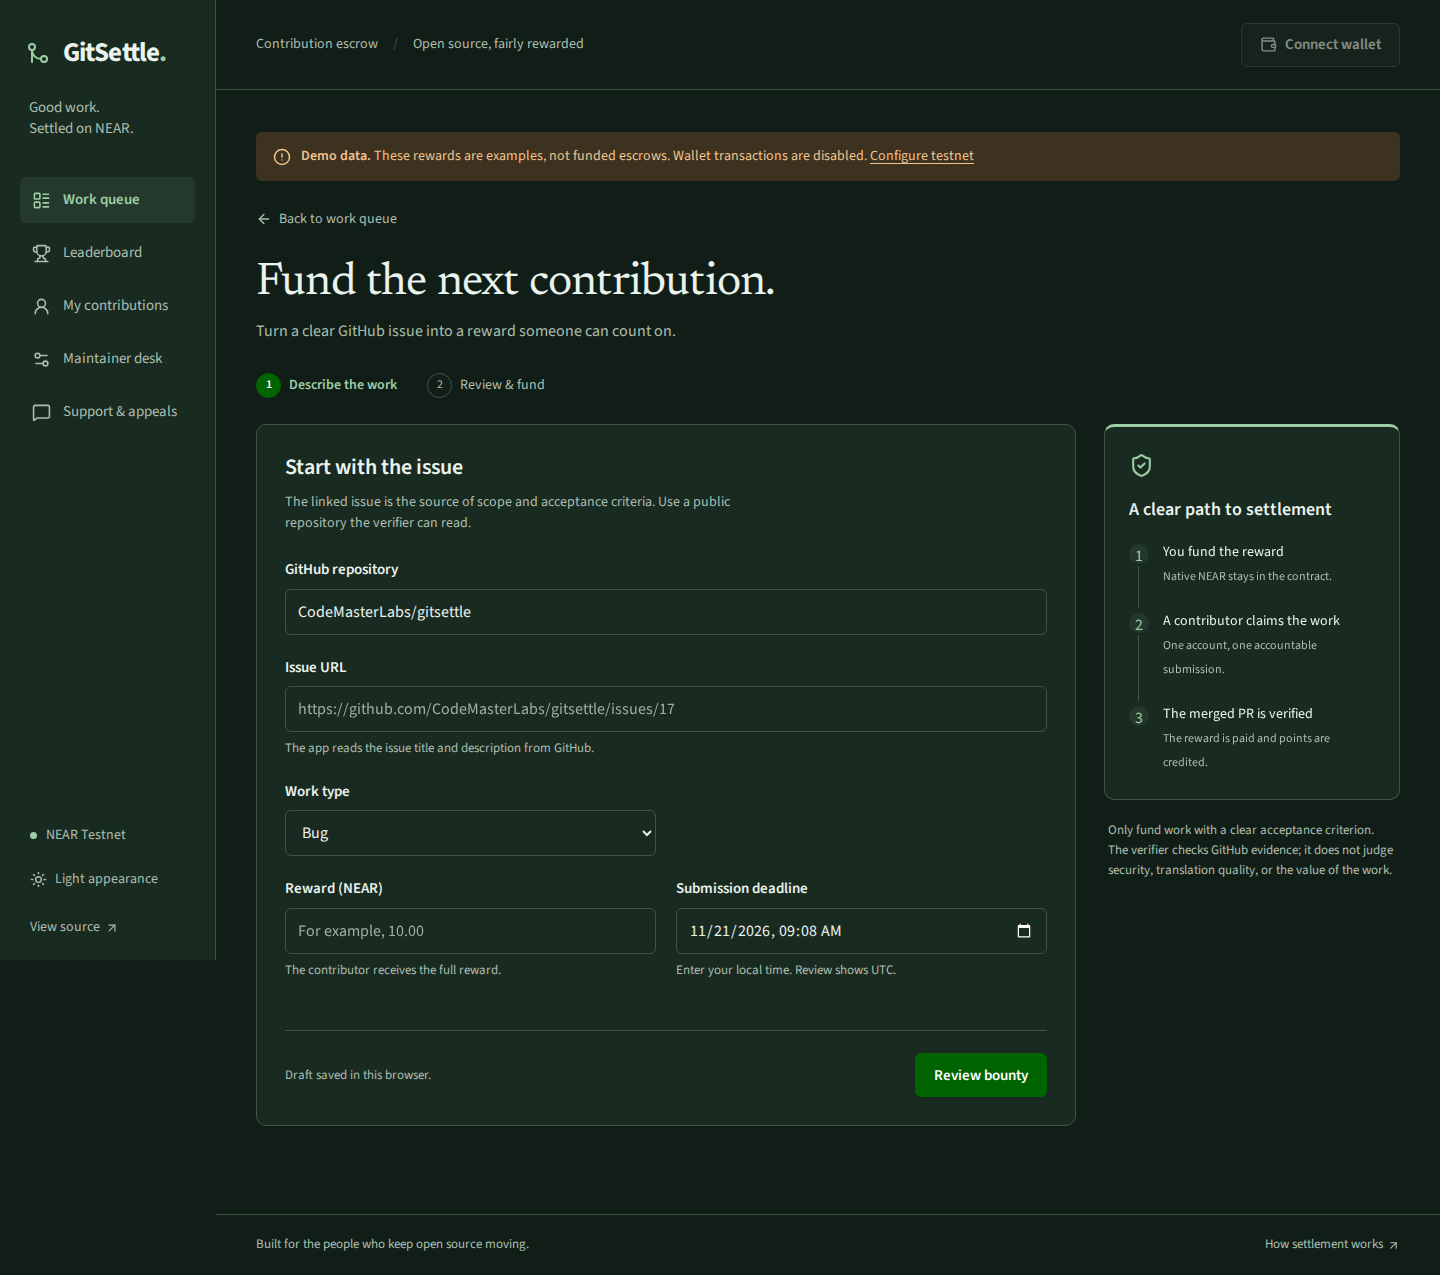 GitSettle.
Good work.
Settled on NEAR.
Work queue
Leaderboard
My contributions
Maintainer desk
Support & appeals
NEAR Testnet
Light appearance
View source
Contribution escrow / Open source, fairly rewarded
Connect wallet
Demo data. These rewards are examples, not funded escrows. Wallet transactions are disabled. Configure testnet
Back to work queue
Fund the next contribution.
Turn a clear GitHub issue into a reward someone can count on.
1 Describe the work
2 Review & fund
Start with the issue
The linked issue is the source of scope and acceptance criteria. Use a public
repository the verifier can read.
GitHub repository
CodeMasterLabs/gitsettle
Issue URL
https://github.com/CodeMasterLabs/gitsettle/issues/17
The app reads the issue title and description from GitHub.
Work type
Bug
Reward (NEAR)
For example, 10.00
The contributor receives the full reward.
Submission deadline
11/21/2026, 09:08 AM
Enter your local time. Review shows UTC.
Draft saved in this browser.
Review bounty
A clear path to settlement
1 You fund the reward
Native NEAR stays in the contract.
2 A contributor claims the work
One account, one accountable
submission.
3 The merged PR is verified
The reward is paid and points are
credited.
Only fund work with a clear acceptance criterion.
The verifier checks GitHub evidence; it does not judge
security, translation quality, or the value of the work.
Built for the people who keep open source moving.
How settlement works